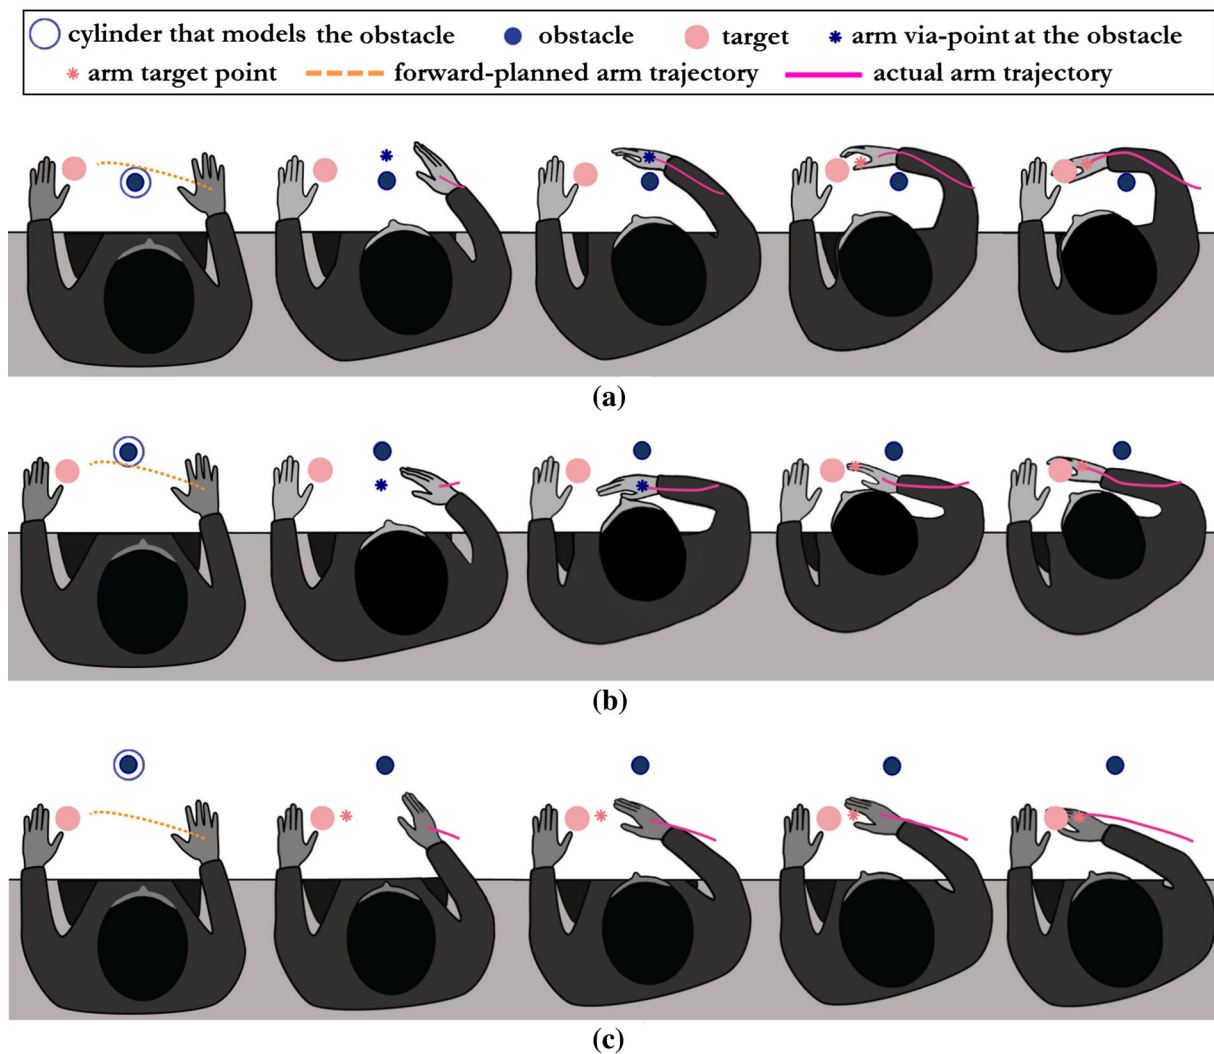 cylinder that models the obstacle obstacle target arm via-point at the obstacle
arm target point forward-planned arm trajectory actual arm trajectory
(a)
(b)
(c)